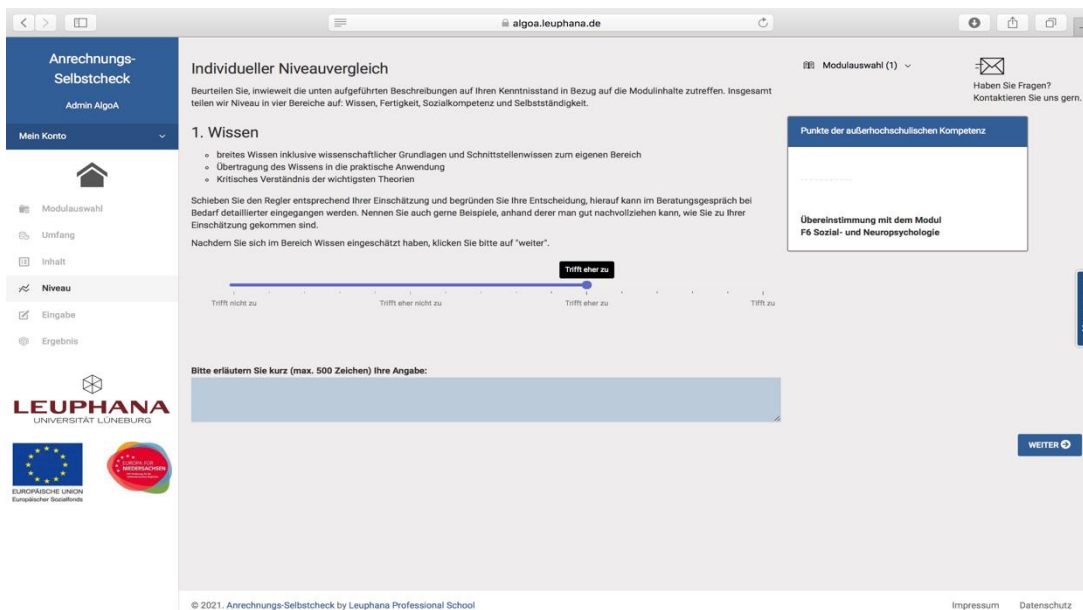 algoa.leuphana.de
Anrechnungs-
Selbstcheck
Admin AlgoA
Mein Konto
Modulauswahl
Umfang
Inhalt
Niveau
Eingabe
Ergebnis
LEUPHANA
UNIVERSITÄT LÜNEBURG
EUROPA FÜR
NIEDERSACHSEN
EUROPÄISCHE UNION
Europäischer Sozialfonds
Individueller Niveauvergleich
Beurteilen Sie, inwieweit die unten aufgeführten Beschreibungen auf Ihren Kenntnisstand in Bezug auf die Modulinhalte zutreffen. Insgesamt
teilen wir Niveau in vier Bereiche auf: Wissen, Fertigkeit, Sozialkompetenz und Selbstständigkeit.
1. Wissen
breites Wissen inklusive wissenschaftlicher Grundlagen und Schnittstellenwissen zum eigenen Bereich
Übertragung des Wissens in die praktische Anwendung
Kritisches Verständnis der wichtigsten Theorien
Schieben Sie den Regler entsprechend Ihrer Einschätzung und begründen Sie Ihre Entscheidung, hierauf kann im Beratungsgespräch bei
Bedarf detaillierter eingegangen werden. Nennen Sie auch gerne Beispiele, anhand derer man gut nachvollziehen kann, wie Sie zu Ihrer
Einschätzung gekommen sind.
Nachdem Sie sich im Bereich Wissen eingeschätzt haben, klicken Sie bitte auf "weiter".
Trifft eher zu
Trifft nicht zu Trifft eher nicht zu Trifft eher zu Tifft zu
Bitte erläutern Sie kurz (max. 500 Zeichen) Ihre Angabe:
Modulauswahl (1)
Haben Sie Fragen?
Kontaktieren Sie uns gern.
Punkte der außerhochschulischen Kompetenz
Übereinstimmung mit dem Modul
F6 Sozial- und Neuropsychologie
WEITER
© 2021. Anrechnungs-Selbstcheck by Leuphana Professional School
Impressum Datenschutz